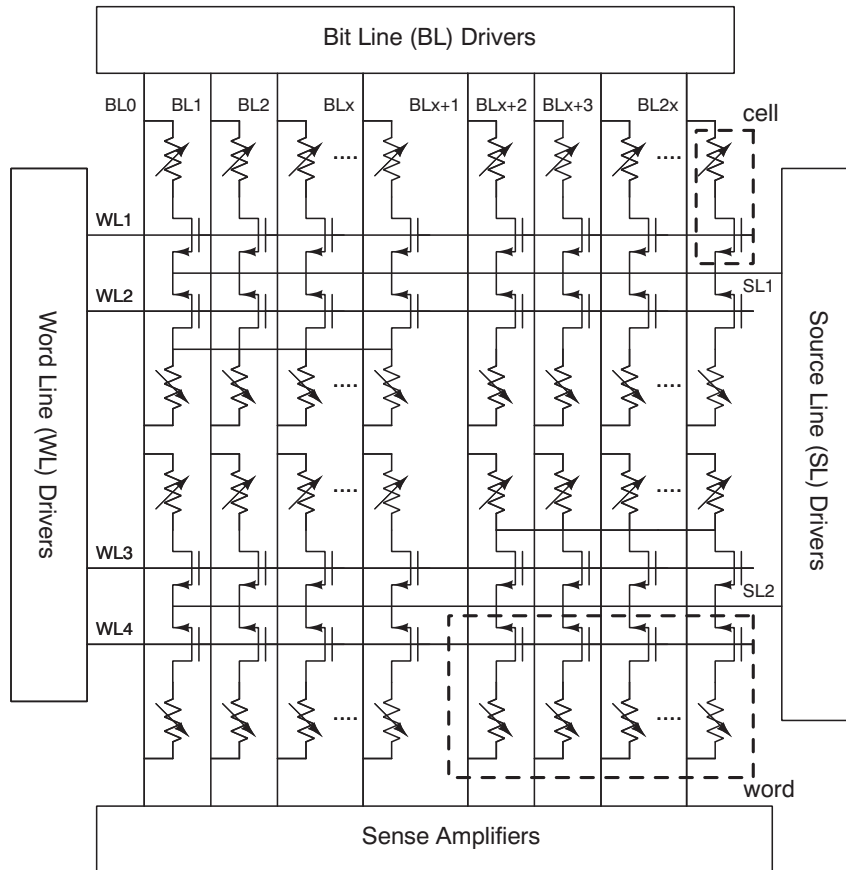 Bit Line (BL) Drivers
BL0 BL1 BL2 BLx BLx+1 BLx+2 BLx+3 BL2x
cell
.... ....
WL1
SL1
WL2
.... ....
Word Line (WL) Drivers
Source Line (SL) Drivers
.... ....
WL3
SL2
WL4
.... ....
word
Sense Amplifiers